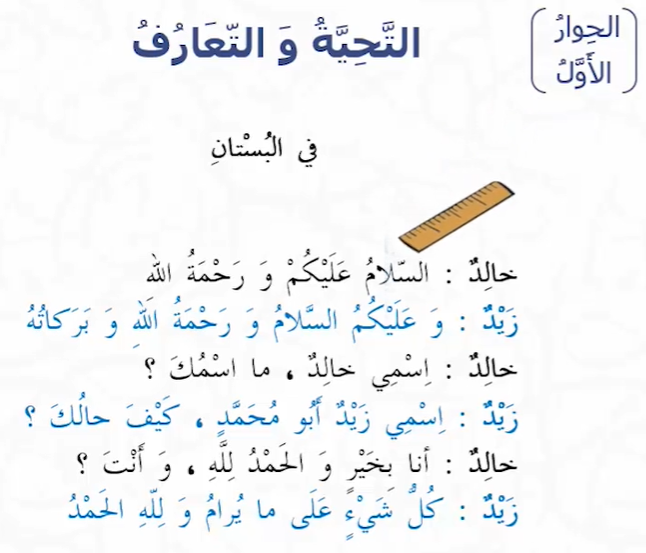 الحِوارُ
الأَوَّلُ
التَّحِيَّةُ وَ التّعَارُفُ
في البُسْتانِ
خالِدٌ : السّلامُ عَلَيْكُمْ وَ رَحْمَةُ الله
زَيْدٌ : وَ عَلَيْكُمُ السَّلامُ وَ رَحْمَةُ اللهِ وَ بَرَكاتُهُ
خالِدٌ : اِسْمِي خالِدٌ ، ما اسْمُكَ ؟
زَيْدٌ : اِسْمِي زَيْدٌ أَبُو مُحَمَّدٍ ، كَيْفَ حالُكَ ؟
خالِدٌ : أنا بِخَيْرٍ وَ الحَمْدُ لِلَّهِ ، وَ أَنْتَ ؟
زَيْدٌ : كُلُّ شَيْءٍ عَلَى ما يُرامُ وَ لِلّهِ الحَمْدُ